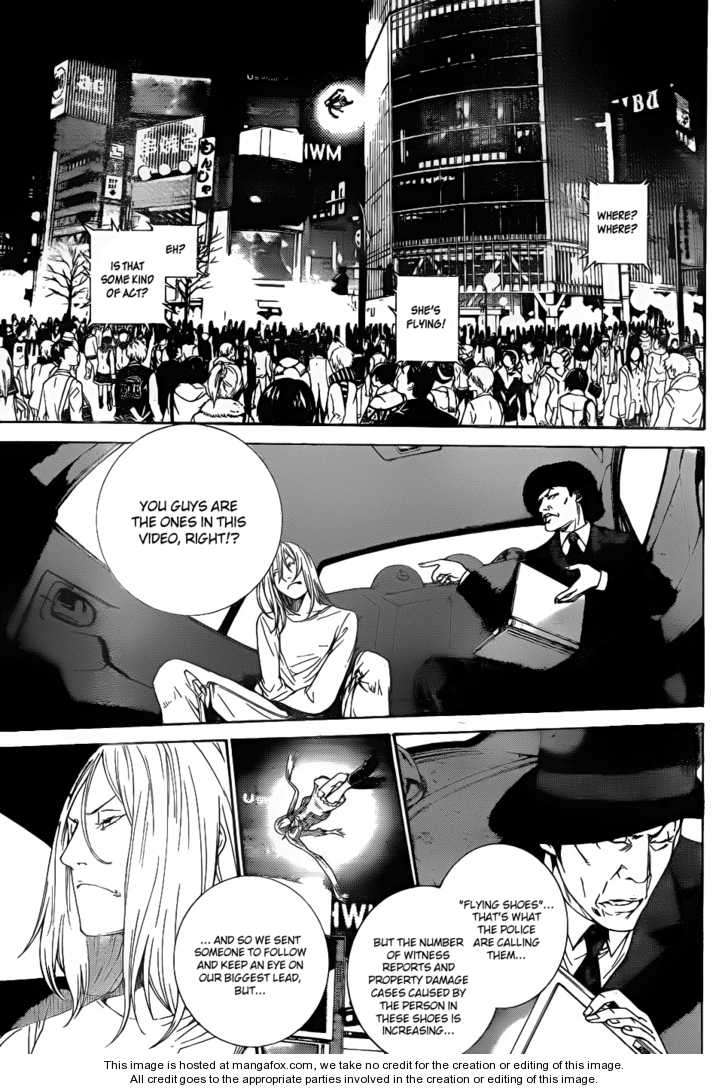 EH?
IS THAT
SOME KIND
OF ACT?
SHE'S
FLYING!
WHERE?
WHERE?
もんじゃ
IWM
YOU GUYS ARE
THE ONES IN THIS
VIDEO, RIGHT!?
"FLYING SHOES"...
THAT'S WHAT
THE POLICE
ARE CALLING
THEM...
BUT THE NUMBER
OF WITNESS
REPORTS AND
PROPERTY DAMAGE
CASES CAUSED BY
THE PERSON IN
THESE SHOES IS
INCREASING...
... AND SO WE SENT
SOMEONE TO FOLLOW
AND KEEP AN EYE ON
OUR BIGGEST LEAD,
BUT...
HWM
This image is hosted at mangafox.com, we take no credit for the creation or editing of this image.
All credit goes to the appropriate parties involved in the creation or editing of this image.